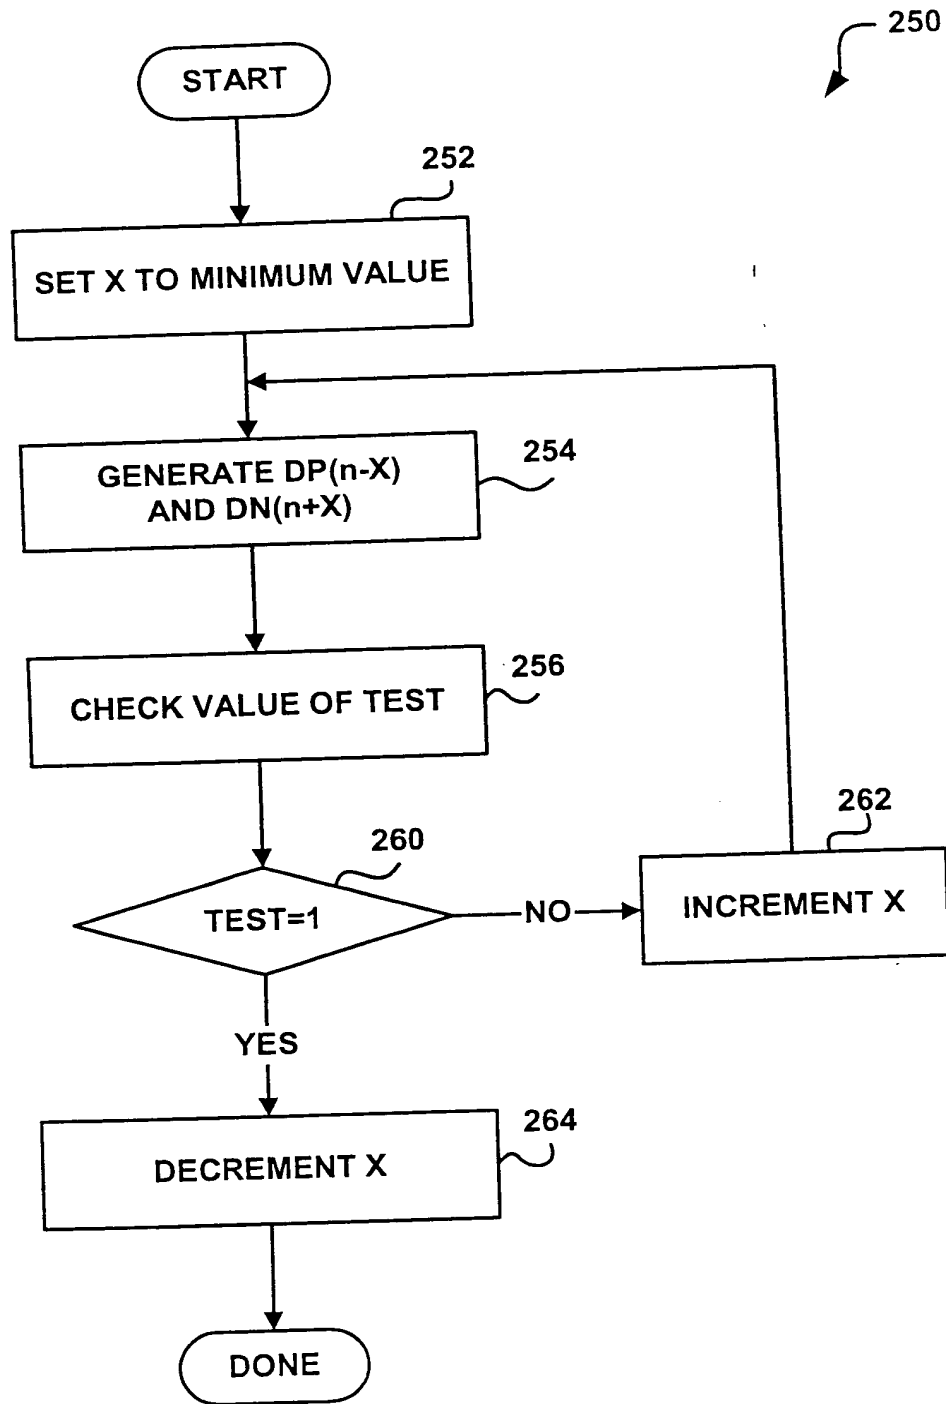 250
START
252
SET X TO MINIMUM VALUE
GENERATE DP(n-X)
AND DN(n+X)
254
CHECK VALUE OF TEST
256
260
TEST=1
NO
262
INCREMENT X
YES
DECREMENT X
264
DONE